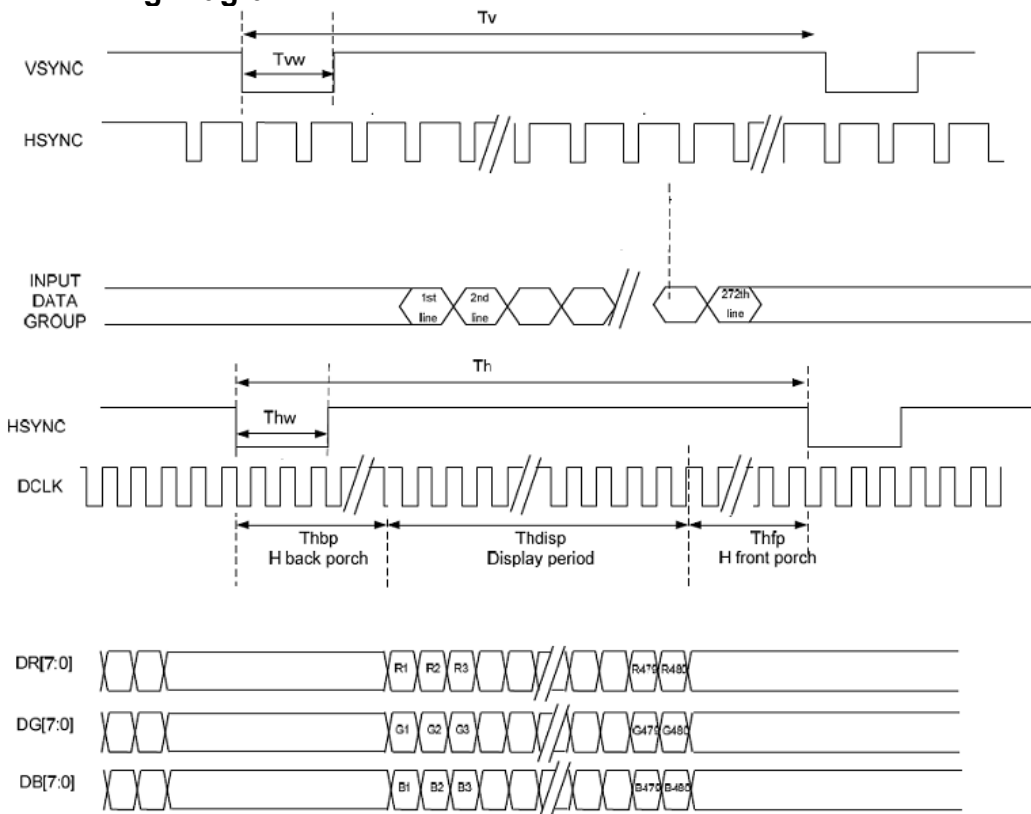 Tv
Tvw
VSYNC
HSYNC
INPUT
DATA
GROUP
1st
line
2nd
line
272th
line
Th
Thw
HSYNC
DCLK
Thbp
H back porch
Thdisp
Display period
Thfp
H front porch
DR[7:0]
R1 R2 R3 R479 R480
DG[7:0]
G1 G2 G3 G479 G480
DB[7:0]
B1 B2 B3 B479 B480